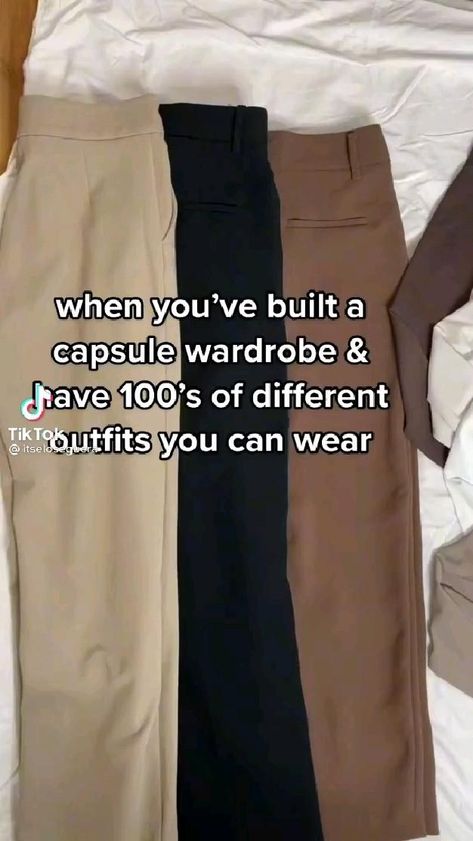 when you've built a
capsule wardrobe &
have 100's of different
outfits you can wear
TikTok